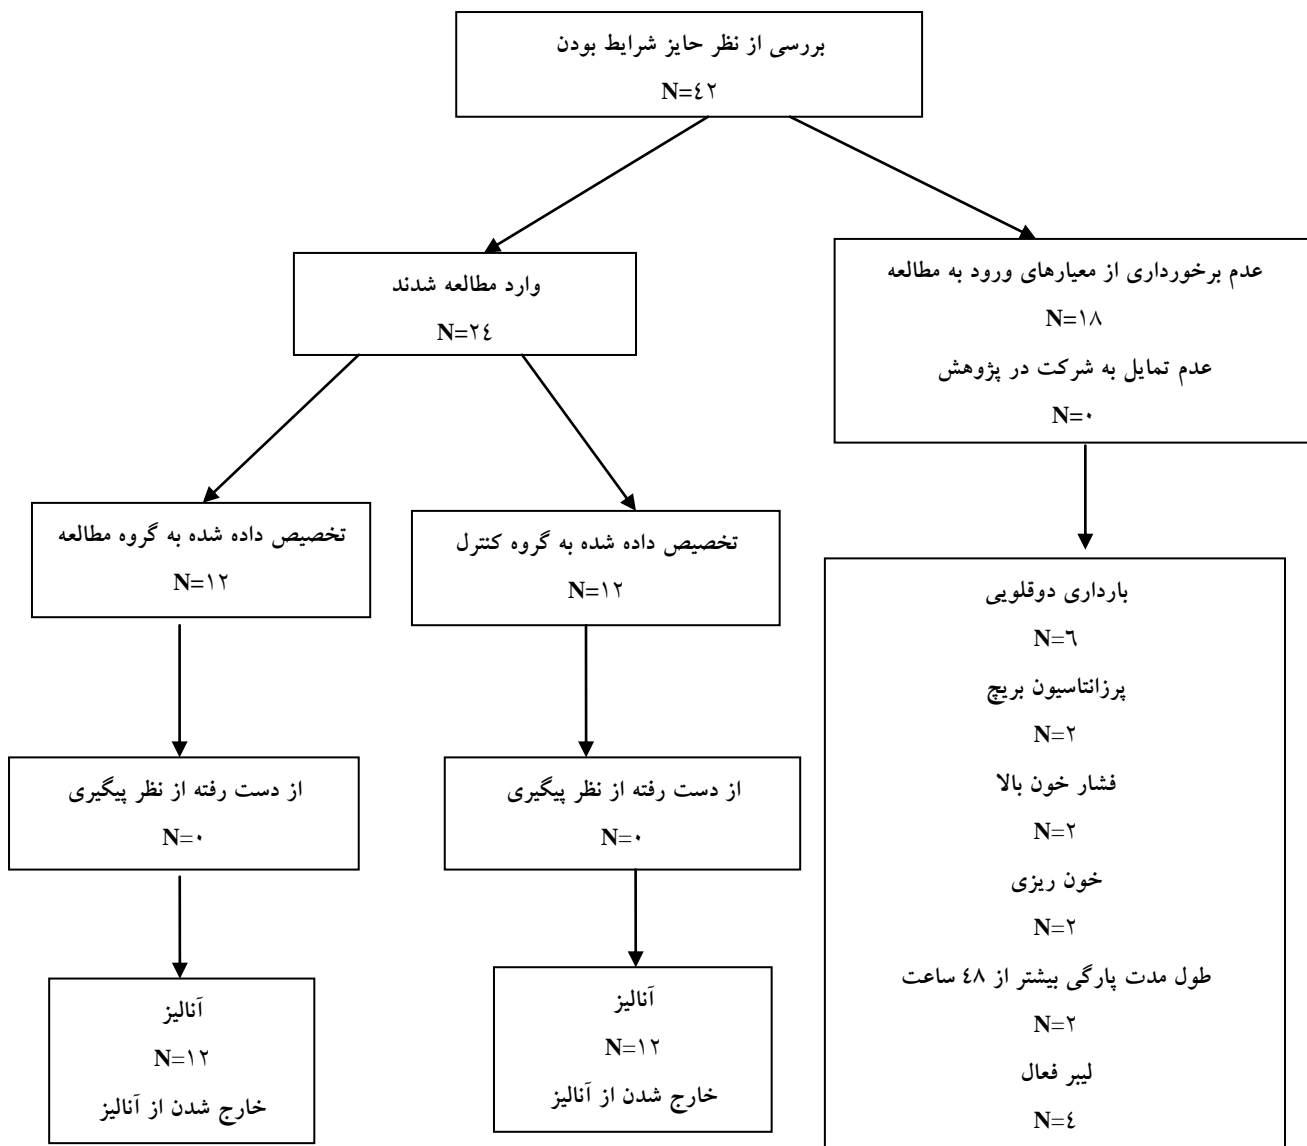 بررسی از نظر حایز شرایط بودن
N=٤٢
عدم برخورداری از معیارهای ورود به مطالعه
N=١٨
عدم تمایل به شرکت در پژوهش
N=٠
وارد مطالعه شدند
N=٢٤
تخصیص داده شده به گروه کنترل
N=١٢
تخصیص داده شده به گروه مطالعه
N=١٢
بارداری دوقلویی
N=٦
پرزانتاسیون بریچ
N=٢
فشار خون بالا
N=٢
خون ریزی
N=٢
طول مدت پارگی بیشتر از ٤٨ ساعت
N=٢
لیبر فعال
N=٤
از دست رفته از نظر پیگیری
N=٠
از دست رفته از نظر پیگیری
N=٠
آنالیز
N=١٢
خارج شدن از آنالیز
آنالیز
N=١٢
خارج شدن از آنالیز